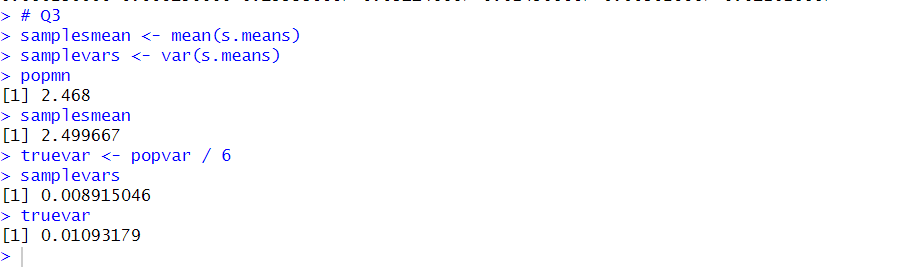 > # Q3
> samplesmean <- mean(s.means)
> samplevars <- var(s.means)
> popmn
[1] 2.468
> samplesmean
[1] 2.499667
> truevar <- popvar / 6
> samplevars
[1] 0.008915046
> truevar
[1] 0.01093179
>